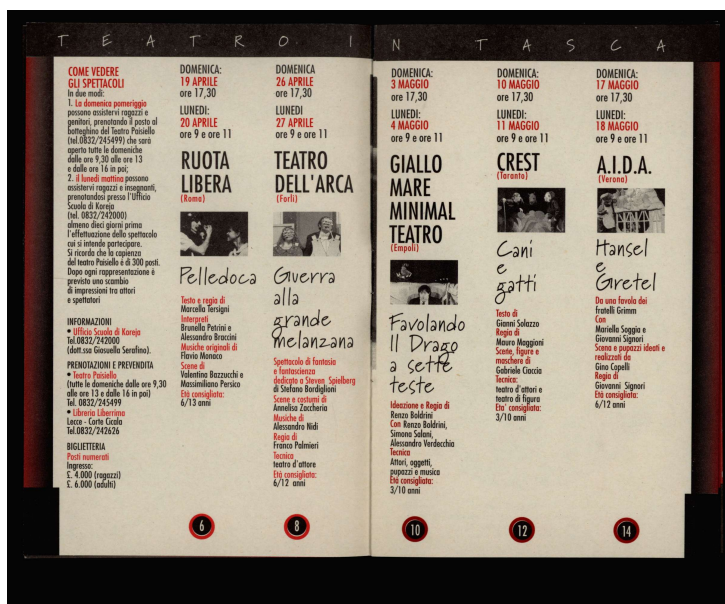 TEATRO IN TASCA
COME VEDERE
GLI SPETTACOLI
In due modi:
1. La domenica pomeriggio
possono assistervi ragazzi e
genitori, prenotando il posto al
botteghino del Teatro Paisiello
(tel.0832/245499) che sarà
aperto tutte le domeniche
dalle ore 9,30 alle ore 13
e dalle ore 16 in poi;
2. il lunedì mattina possono
assistervi ragazzi e insegnanti,
prenotandosi presso l'Ufficio
Scuola di Koreja
(tel. 0832/242000)
almeno dieci giorni prima
l'effettuazione dello spettacolo
cui si intende partecipare.
Si ricorda che la capienza
del teatro Paisiello è di 300 posti.
Dopo ogni rappresentazione è
previsto uno scambio
di impressioni tra attori
e spettatori
INFORMAZIONI
• Ufficio Scuola di Koreja
Tel.0832/242000
(dott.ssa Giosuella Serafino).
PRENOTAZIONI E PREVENDITA
• Teatro Paisiello
(tutte le domeniche dalle ore 9,30
alle ore 13 e dalle 16 in poi)
Tel. 0832/245499
• Libreria Liberrima
Lecce - Corte Cicala
Tel.0832/242626
BIGLIETTERIA
Posti numerati
Ingresso:
£. 4.000 (ragazzi)
£. 6.000 (adulti)
DOMENICA:
19 APRILE
ore 17,30
LUNEDI:
20 APRILE
ore 9 e ore 11
RUOTA
LIBERA
(Roma)
Pelledoca
Testo e regia di
Marcella Tersigni
Interpreti
Brunella Petrini e
Alessandro Braccini
Musiche originali di
Flavio Monaco
Scene di
Valentina Bazzucchi e
Massimiliano Persico
Età consigliata:
6/13 anni
6
DOMENICA
26 APRILE
ore 17,30
LUNEDI
27 APRILE
ore 9 e ore 11
TEATRO
DELL'ARCA
(Forlì)
Guerra
alla
grande
melanzana
Spettacolo di fantasia
e fantascienza
dedicato a Steven Spielberg
di Stefano Bordiglioni
Scene e costumi di
Annelisa Zaccheria
Musiche di
Alessandro Nidi
Regia di
Franco Palmieri
Tecnica
teatro d'attore
Età consigliata:
6/12 anni
8
DOMENICA:
3 MAGGIO
ore 17,30
LUNEDI:
4 MAGGIO
ore 9 e ore 11
GIALLO
MARE
MINIMAL
TEATRO
(Empoli)
Favolando
Il Drago
a sette
teste
Ideazione e Regia di
Renzo Boldrini
Con Renzo Boldrini,
Simona Salani,
Alessandro Verdecchia
Tecnica
Attori, oggetti,
pupazzi e musica
Età consigliata:
3/10 anni
10
DOMENICA:
10 MAGGIO
ore 17,30
LUNEDI:
11 MAGGIO
ore 9 e ore 11
CREST
(Taranto)
Cani
e
gatti
Testo di
Gianni Solazzo
Regia di
Mauro Maggioni
Scene, figure e
maschere di
Gabriele Ciaccia
Tecnica:
teatro d'attori e
teatro di figura
Eta' consigliata:
3/10 anni
12
DOMENICA:
17 MAGGIO
ore 17,30
LUNEDI:
18 MAGGIO
ore 9 e ore 11
A.I.D.A.
(Verona)
Hansel
e
Gretel
Da una favola dei
fratelli Grimm
Con
Mariella Soggia e
Giovanni Signori
Scena e pupazzi ideati e
realizzati da
Gino Copelli
Regia di
Giovanni Signori
Età consigliata:
6/12 anni
14